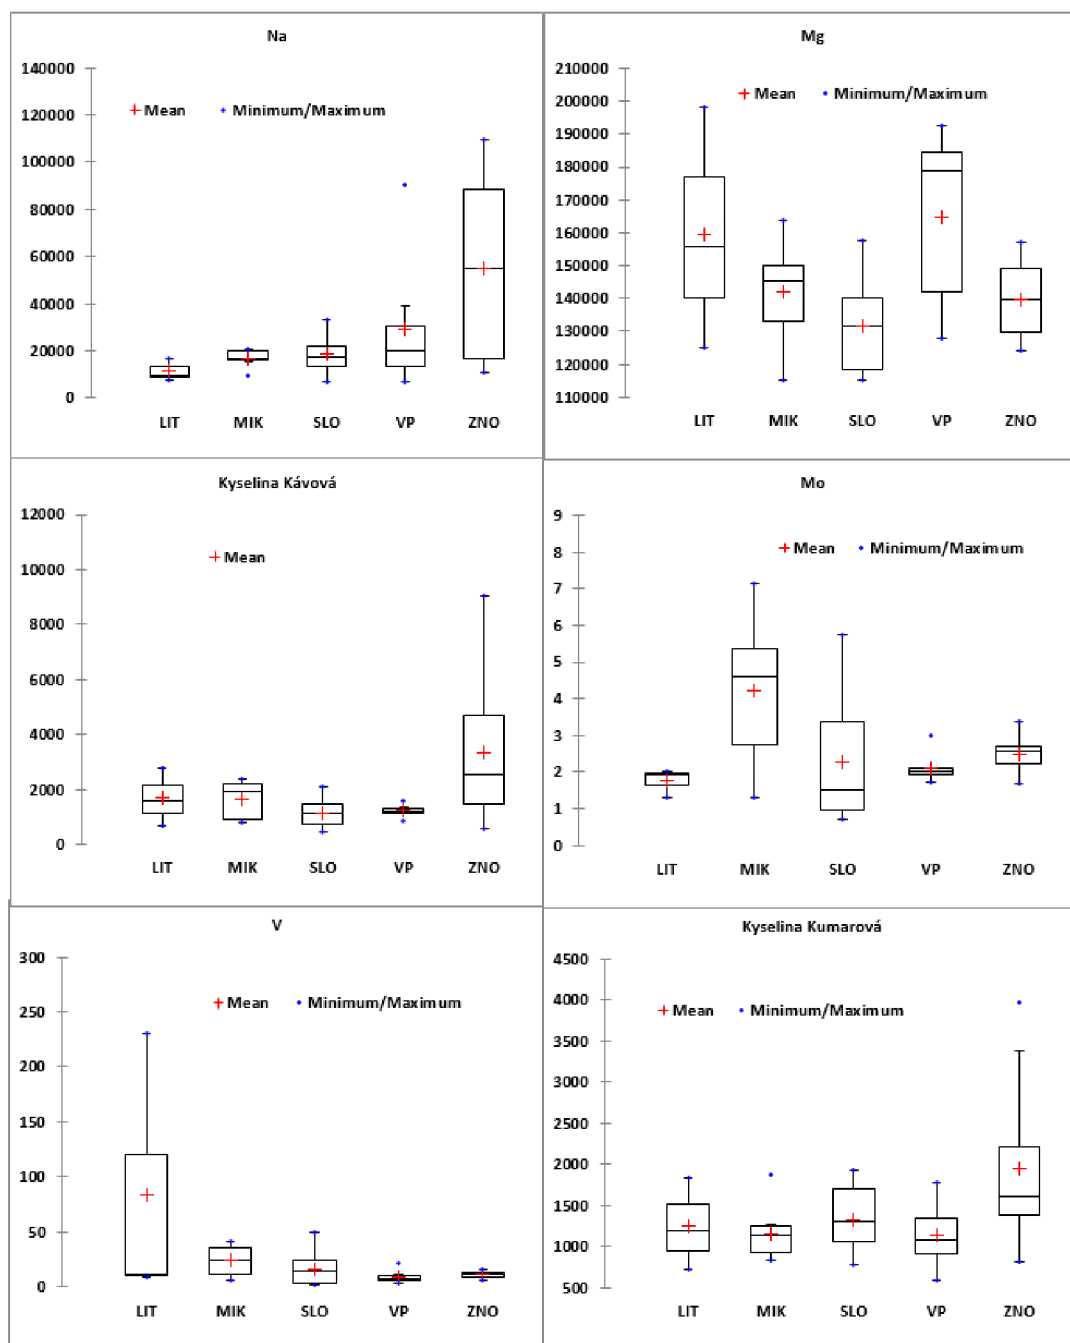 Na
140000
120000
100000
80000
60000
40000
20000
0
Mean
Minimum/Maximum
LIT MIK SLO VP ZNO
Mg
210000
200000
190000
180000
170000
160000
150000
140000
130000
120000
110000
Mean
Minimum/Maximum
LIT MIK SLO VP ZNO
Kyselina Kávová
12000
10000
8000
6000
4000
2000
0
Mean
LIT MIK SLO VP ZNO
Mo
9
8
7
6
5
4
3
2
1
0
Mean
Minimum/Maximum
LIT MIK SLO VP ZNO
V
300
250
200
150
100
50
0
Mean
Minimum/Maximum
LIT MIK SLO VP ZNO
Kyselina Kumarová
4500
4000
3500
3000
2500
2000
1500
1000
500
Mean
Minimum/Maximum
LIT MIK SLO VP ZNO